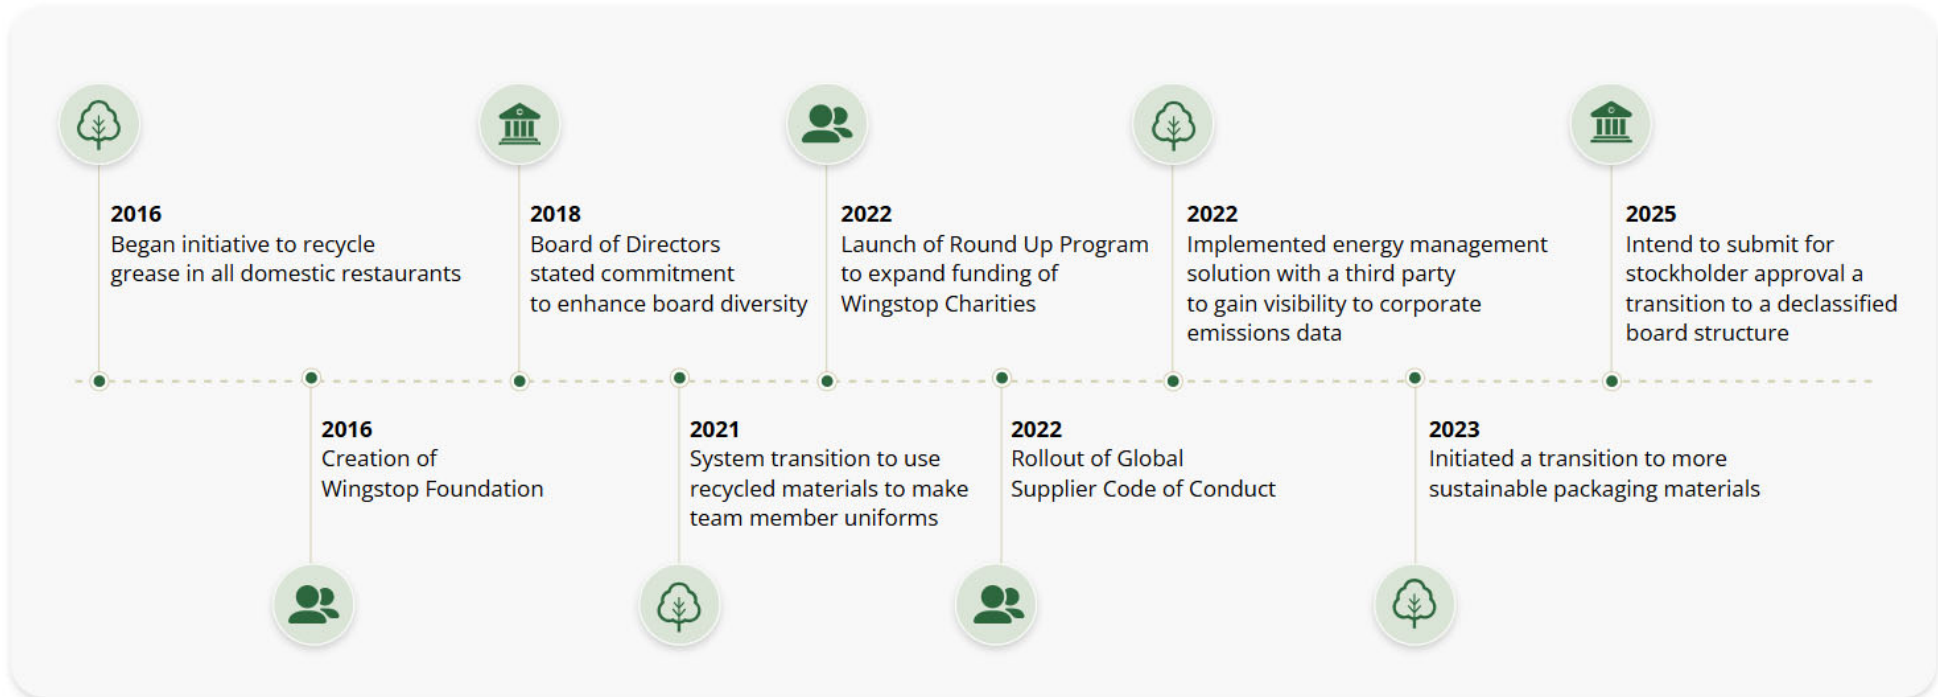 2016
Began initiative to recycle
grease in all domestic restaurants
2016
Creation of
Wingstop Foundation
2018
Board of Directors
stated commitment
to enhance board diversity
2021
System transition to use
recycled materials to make
team member uniforms
2022
Launch of Round Up Program
to expand funding of
Wingstop Charities
2022
Rollout of Global
Supplier Code of Conduct
2022
Implemented energy management
solution with a third party
to gain visibility to corporate
emissions data
2023
Initiated a transition to more
sustainable packaging materials
2025
Intend to submit for
stockholder approval a
transition to a declassified
board structure